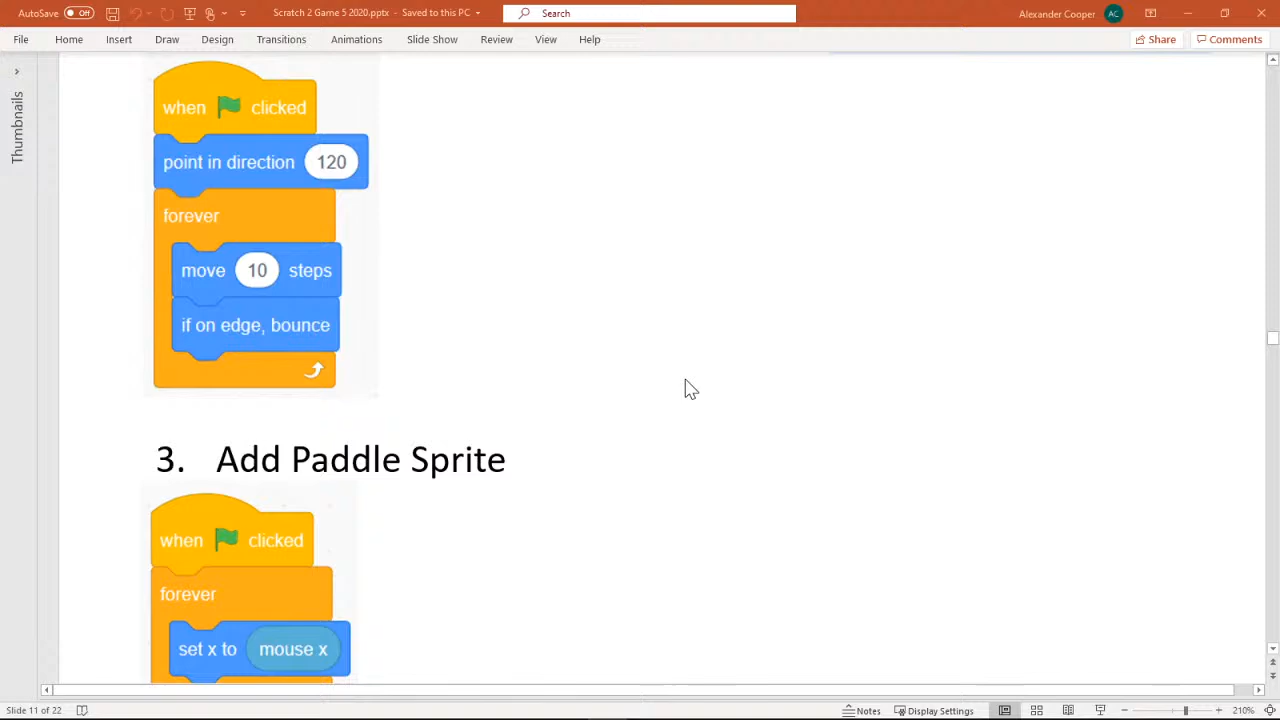 AutoSave Off Scratch 2 Game 5 2020.pptx - Saved to this PC Search Alexander Cooper AC
File Home Insert Draw Design Transitions Animations Slide Show Review View Help Share Comments
Thumbnails
when clicked
point in direction 120
forever
move 10 steps
if on edge, bounce
3. Add Paddle Sprite
when clicked
forever
set x to mouse x
Slide 11 of 22 Notes Display Settings 210%